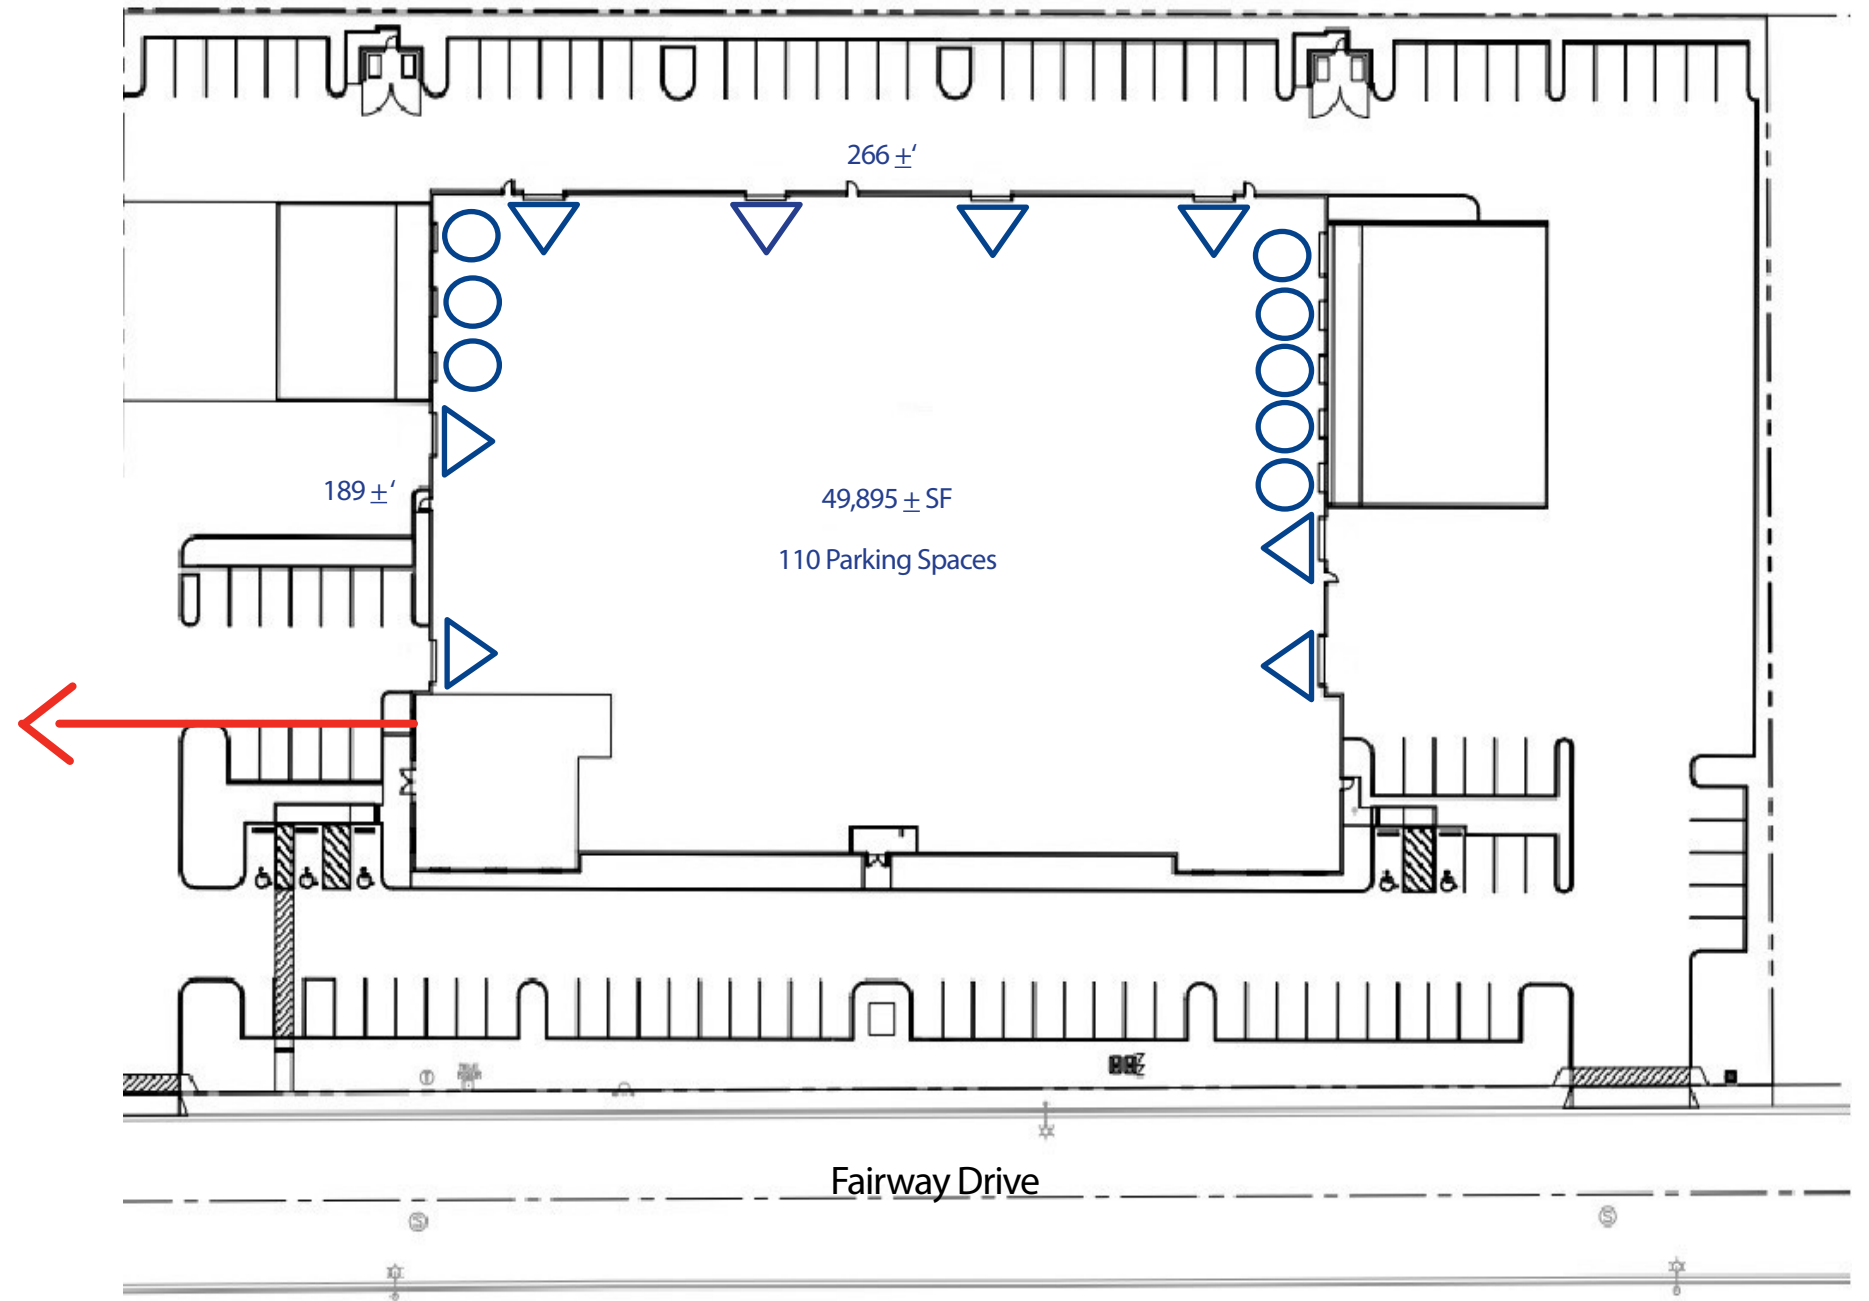 266 ±‘
189 ±‘
49,895 ± SF
110 Parking Spaces
T
Fairway Drive
S
S